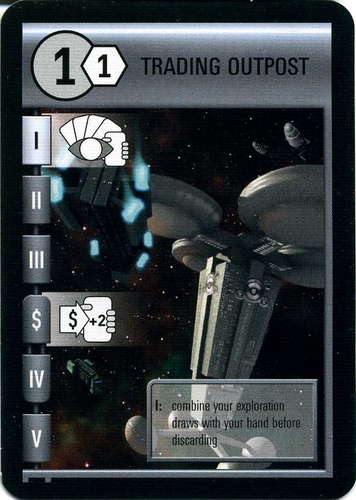 1 1 TRADING OUTPOST
I
II
III
$ $ +2
IV
V
I: combine your exploration
draws with your hand before
discarding